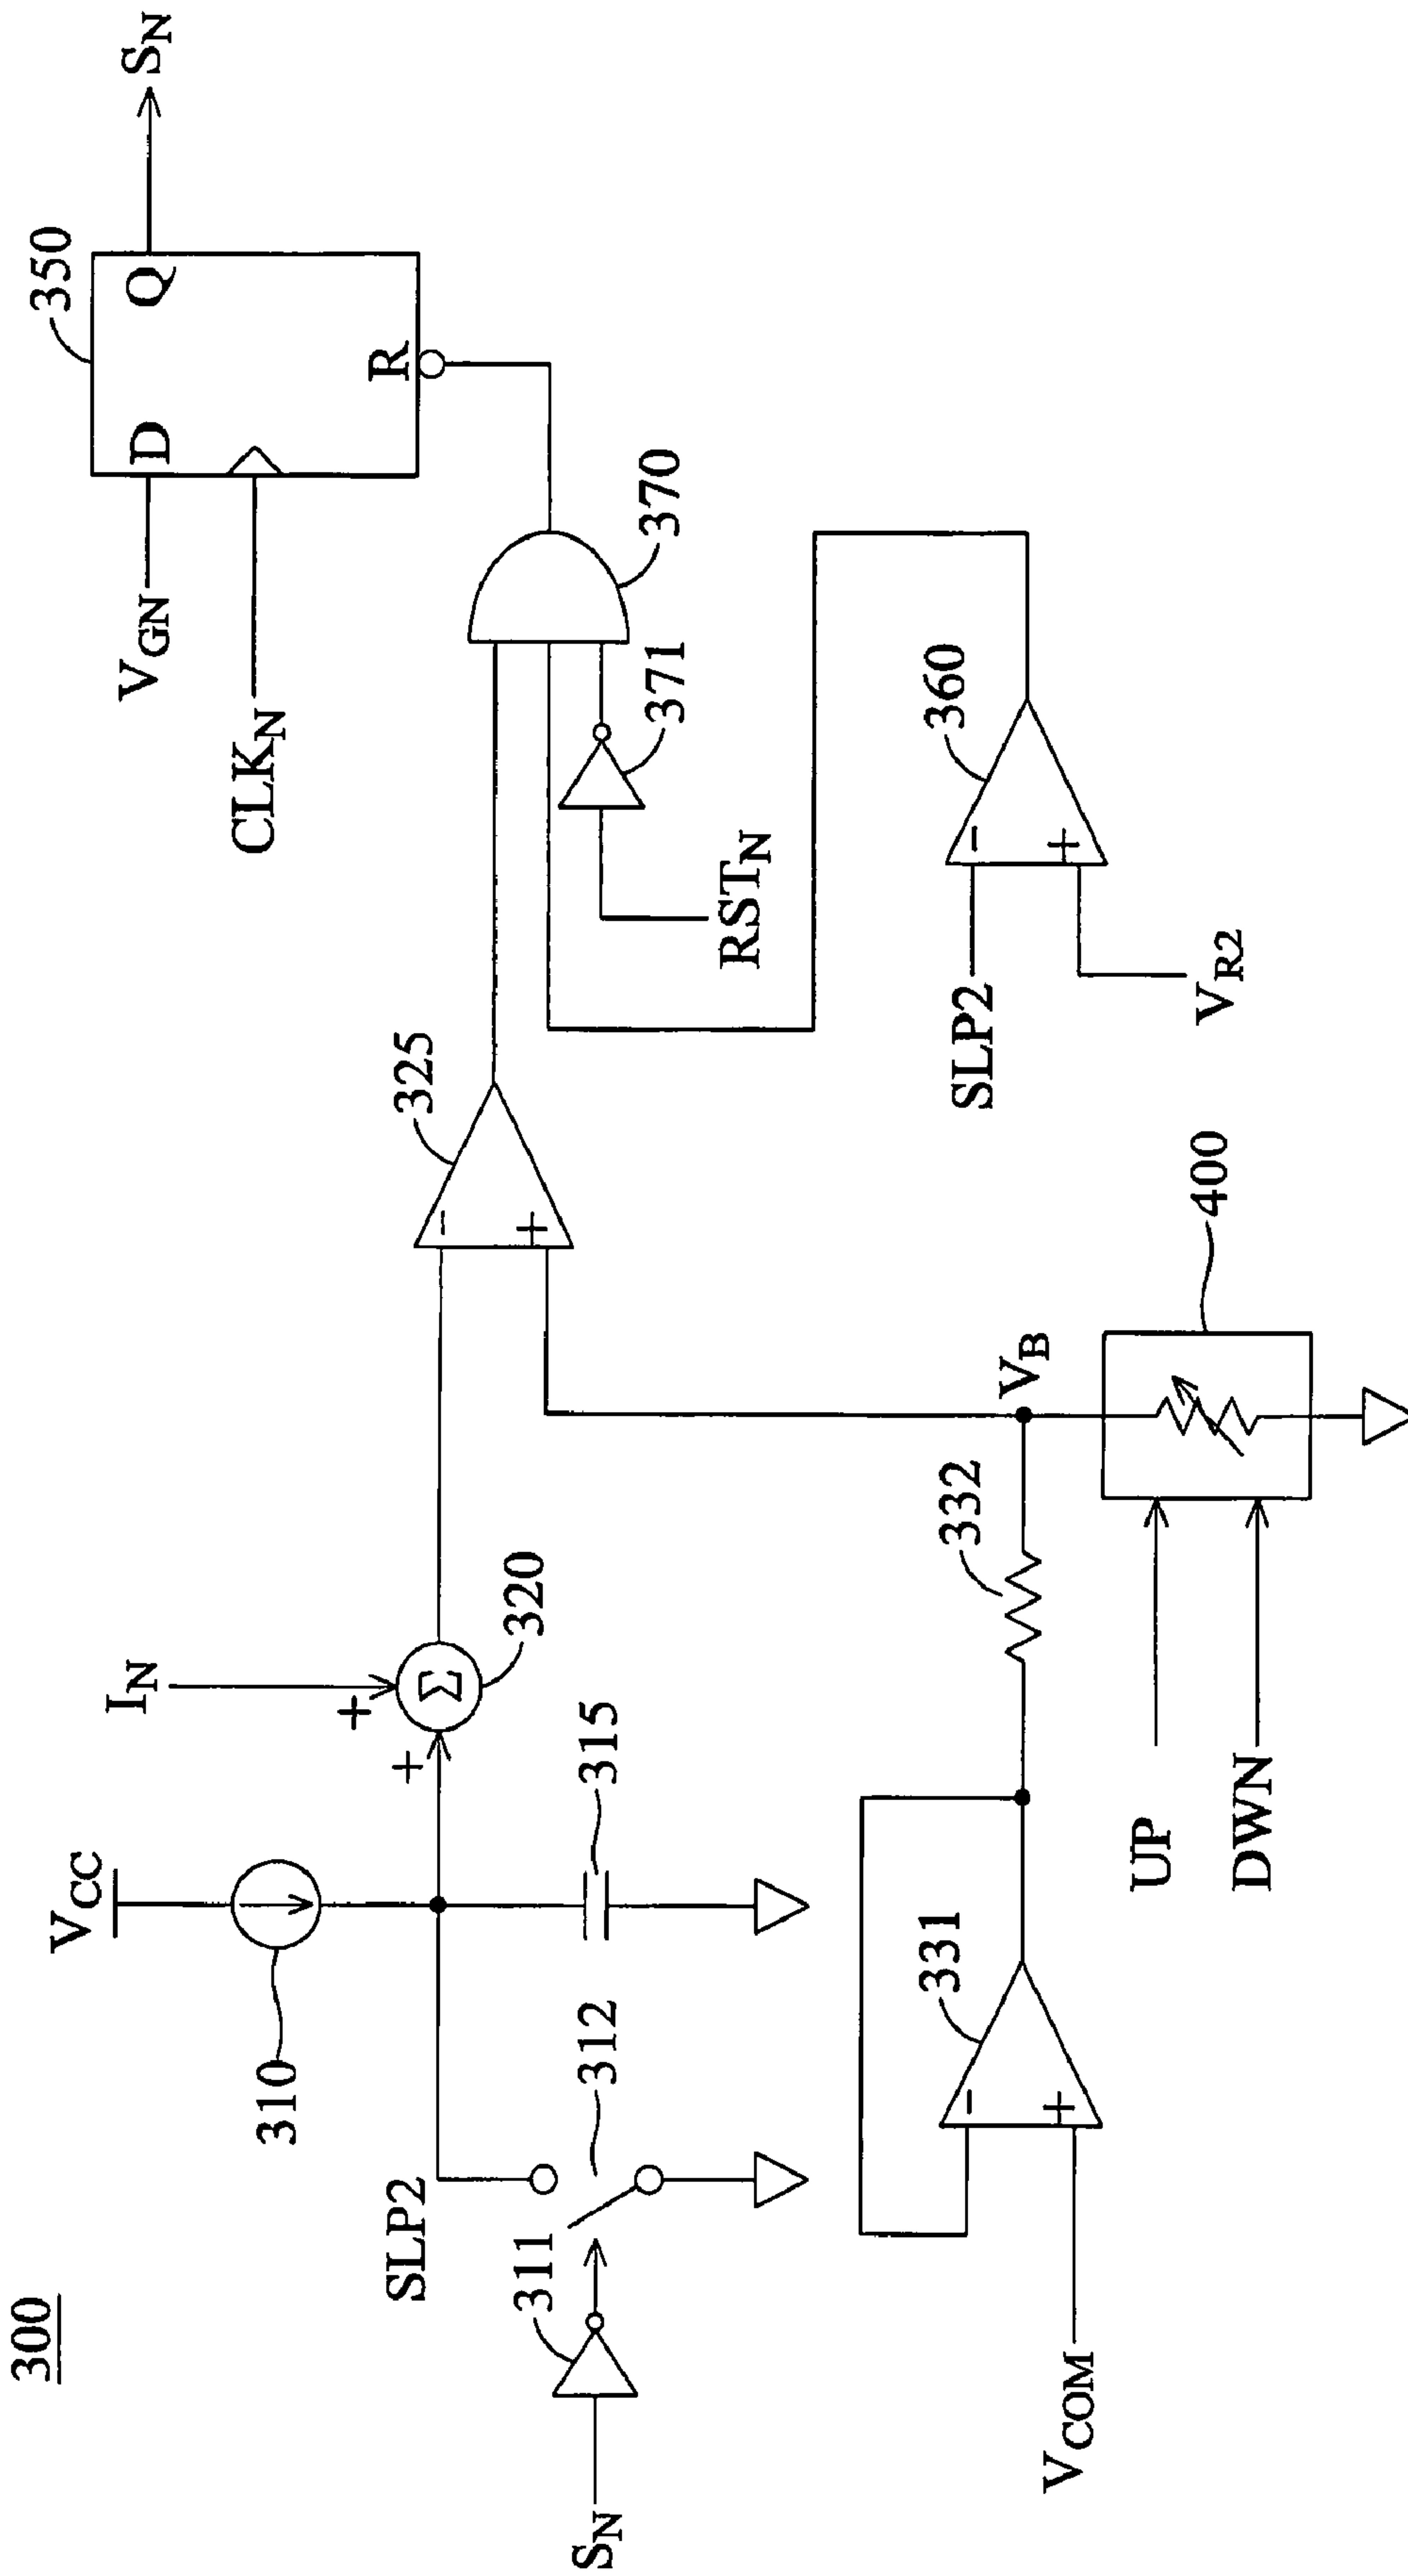 300
V_CC
310
SLP2
S_N
311
312
315
I_N
+
+
Σ
320
-
+
325
V_GN
CLK_N
D
Q
R
350
S_N
370
371
RST_N
-
+
360
SLP2
V_R2
V_COM
-
+
331
332
V_B
UP
DWN
400